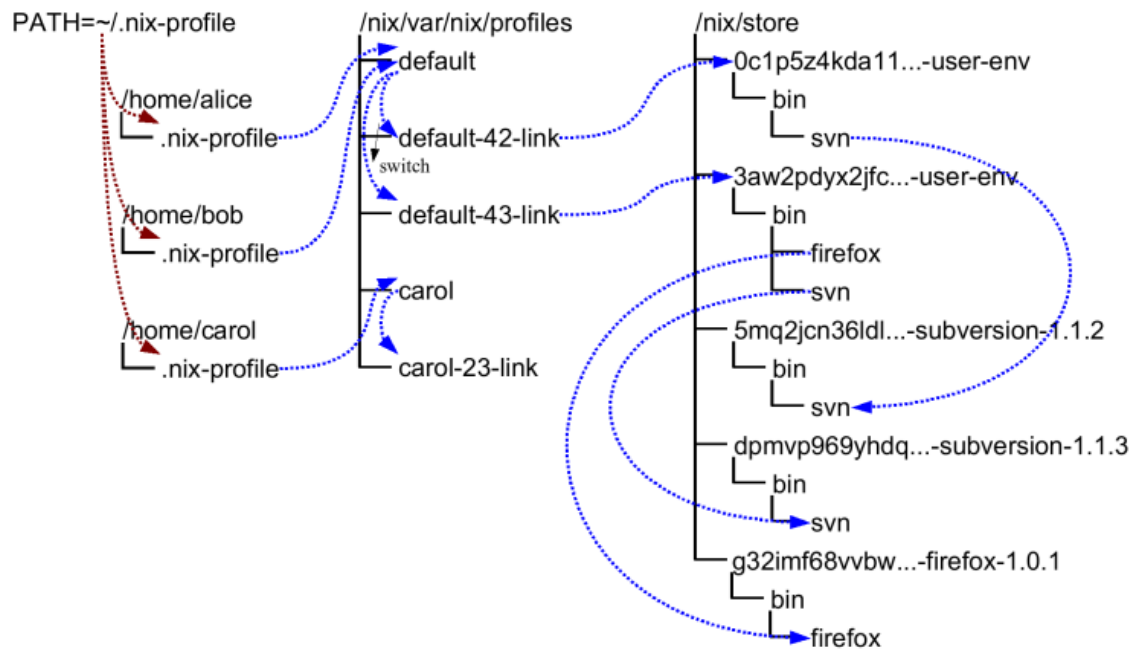 PATH=~/.nix-profile
/home/alice
.nix-profile
/home/bob
.nix-profile
/home/carol
.nix-profile
/nix/var/nix/profiles
default
default-42-link
switch
default-43-link
carol
carol-23-link
/nix/store
0c1p5z4kda11...-user-env
bin
svn
3aw2pdyx2jfc...-user-env
bin
firefox
svn
5mq2jcn36ldl...-subversion-1.1.2
bin
svn
dpmvp969yhdq...-subversion-1.1.3
bin
svn
g32imf68vvbw...-firefox-1.0.1
bin
firefox